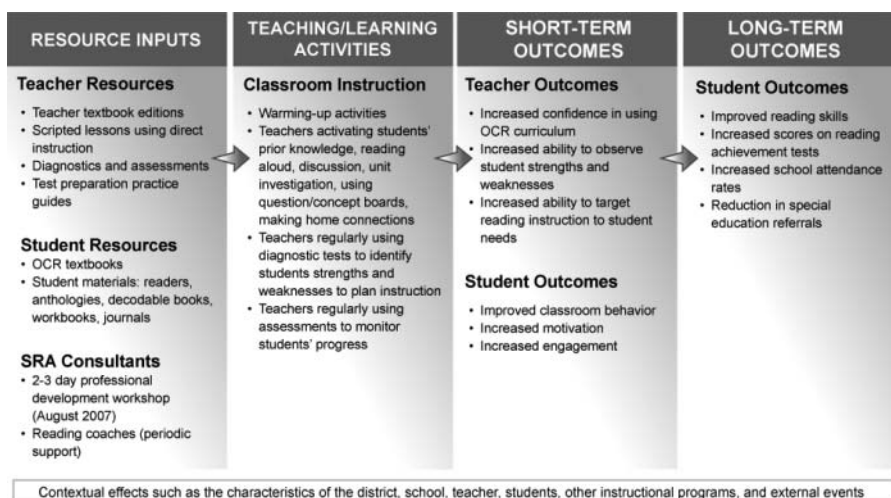 RESOURCE INPUTS
Teacher Resources
• Teacher textbook editions
• Scripted lessons using direct
instruction
• Diagnostics and assessments
• Test preparation practice
guides
Student Resources
• OCR textbooks
• Student materials: readers,
anthologies, decodable books,
workbooks, journals
SRA Consultants
• 2-3 day professional
development workshop
(August 2007)
• Reading coaches (periodic
support)
TEACHING/LEARNING
ACTIVITIES
Classroom Instruction
• Warming-up activities
• Teachers activating students'
prior knowledge, reading
aloud, discussion, unit
investigation, using
question/concept boards,
making home connections
• Teachers regularly using
diagnostic tests to identify
students strengths and
weaknesses to plan instruction
• Teachers regularly using
assessments to monitor
students' progress
SHORT-TERM
OUTCOMES
Teacher Outcomes
• Increased confidence in using
OCR curriculum
• Increased ability to observe
student strengths and
weaknesses
• Increased ability to target
reading instruction to student
needs
Student Outcomes
• Improved classroom behavior
• Increased motivation
• Increased engagement
LONG-TERM
OUTCOMES
Student Outcomes
• Improved reading skills
• Increased scores on reading
achievement tests
• Increased school attendance
rates
• Reduction in special
education referrals
Contextual effects such as the characteristics of the district, school, teacher, students, other instructional programs, and external events